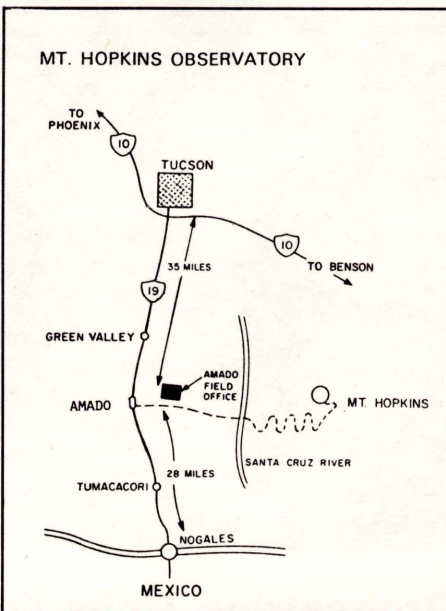 MT. HOPKINS OBSERVATORY
TO
PHOENIX
10
TUCSON
10
TO BENSON
35 MILES
19
GREEN VALLEY
AMADO
FIELD
OFFICE
AMADO
MT. HOPKINS
SANTA CRUZ RIVER
28 MILES
TUMACACORI
NOGALES
MEXICO